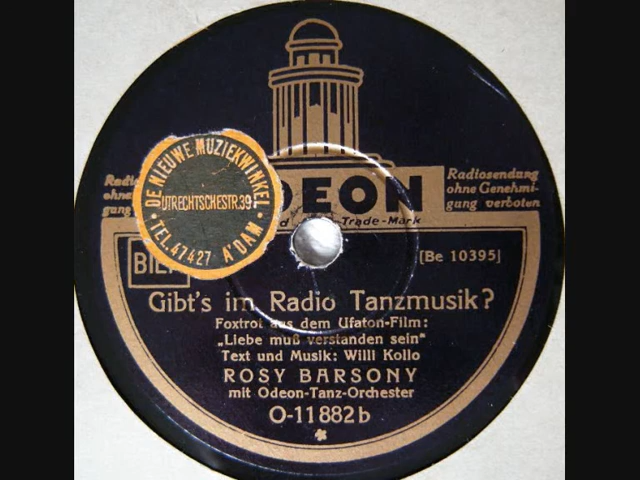 DE NIEUWE MUZIEKWINKEL
UTRECHTSCHESTR.39
TEL.47427 A'DAM.
Radiosendung
ohne Genehmi-
gung verboten
DEON
Trade-Mark
[Be 10395]
Gibt's im Radio Tanzmusik?
Foxtrot aus dem Ufaton-Film:
„Liebe muß verstanden sein“
Text und Musik: Willi Kollo
ROSY BARSONY
mit Odeon-Tanz-Orchester
O-11882b